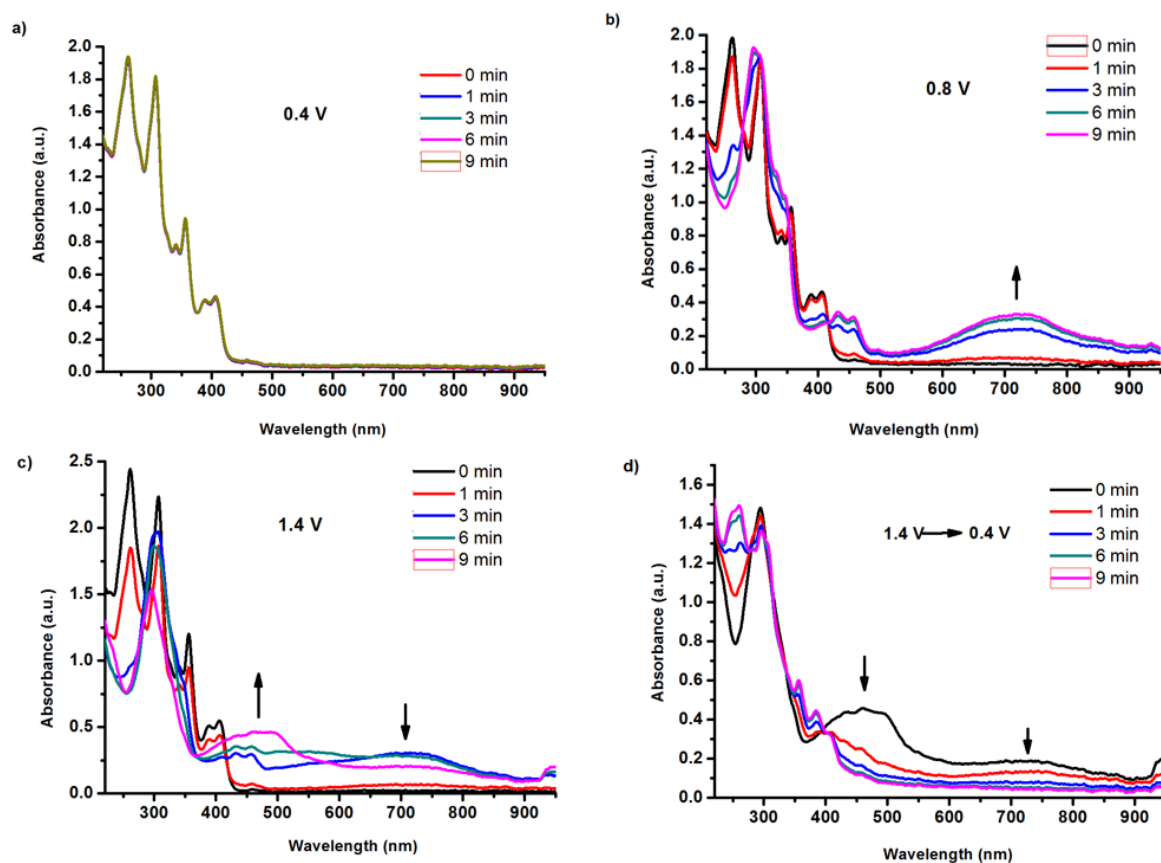 a)
0.4 V
0 min
1 min
3 min
6 min
9 min
Absorbance (a.u.)
2.0
1.8
1.6
1.4
1.2
1.0
0.8
0.6
0.4
0.2
0.0
300 400 500 600 700 800 900
Wavelength (nm)
b)
0.8 V
0 min
1 min
3 min
6 min
9 min
Absorbance (a.u.)
2.0
1.8
1.6
1.4
1.2
1.0
0.8
0.6
0.4
0.2
0.0
300 400 500 600 700 800 900
Wavelength (nm)
c)
1.4 V
0 min
1 min
3 min
6 min
9 min
Absorbance (a.u.)
2.5
2.0
1.5
1.0
0.5
0.0
300 400 500 600 700 800 900
Wavelength (nm)
d)
1.4 V → 0.4 V
0 min
1 min
3 min
6 min
9 min
Absorbance (a.u.)
1.6
1.4
1.2
1.0
0.8
0.6
0.4
0.2
0.0
300 400 500 600 700 800 900
Wavelength (nm)